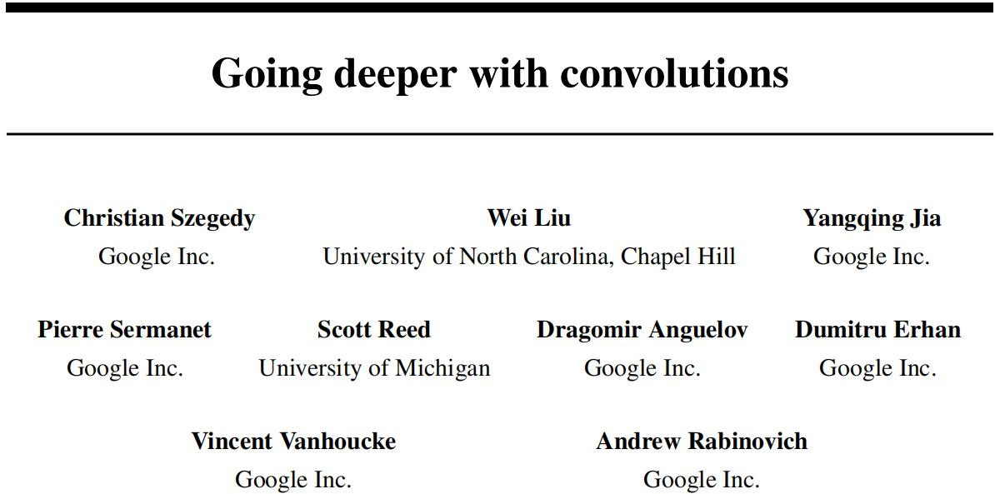 Going deeper with convolutions
Christian Szegedy Wei Liu Yangqing Jia
Google Inc. University of North Carolina, Chapel Hill Google Inc.
Pierre Sermanet Scott Reed Dragomir Anguelov Dumitru Erhan
Google Inc. University of Michigan Google Inc. Google Inc.
Vincent Vanhoucke Andrew Rabinovich
Google Inc. Google Inc.